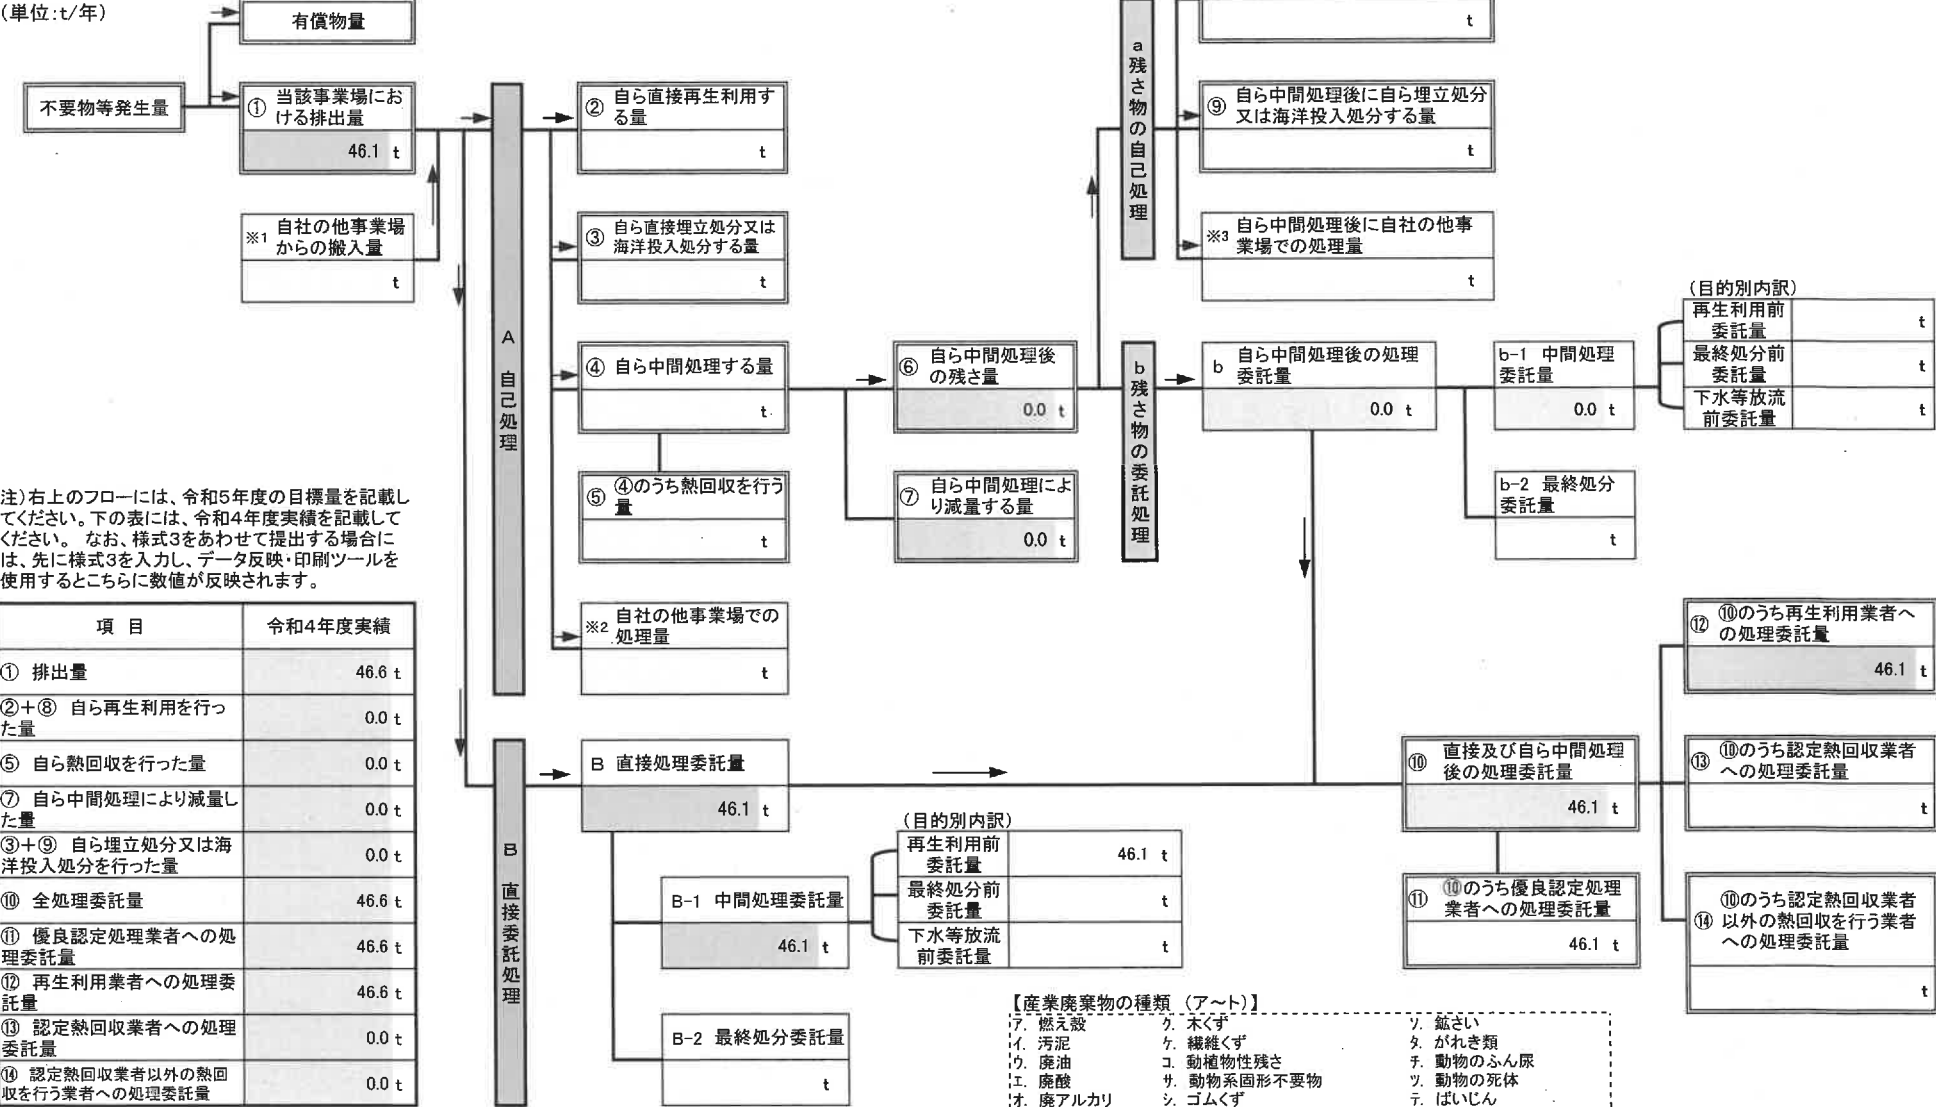 (単位:t/年)
有償物量
不要物等発生量
① 当該事業場にお
ける排出量
46.1 t
※1 自社の他事業場
からの搬入量
t
A 自己処理
② 自ら直接再生利用す
る量
t
③ 自ら直接埋立処分又は
海洋投入処分する量
t
④ 自ら中間処理する量
t
⑤ ④のうち熱回収を行う
量
t
※2 自社の他事業場での
処理量
t
⑥ 自ら中間処理後
の残さ量
0.0 t
⑦ 自ら中間処理によ
り減量する量
0.0 t
a 残さ物の自己処理
t
⑨ 自ら中間処理後に自ら埋立処分
又は海洋投入処分する量
t
※3 自ら中間処理後に自社の他事
業場での処理量
t
b 残さ物の委託処理
b 自ら中間処理後の処理
委託量
0.0 t
b-1 中間処理
委託量
0.0 t
b-2 最終処分
委託量
t
(目的別内訳)
再生利用前
委託量
t
最終処分前
委託量
t
下水等放流
前委託量
t
注)右上のフローには、令和5年度の目標量を記載し
てください。下の表には、令和4年度実績を記載して
ください。 なお、様式3をあわせて提出する場合に
は、先に様式3を入力し、データ反映・印刷ツールを
使用するとこちらに数値が反映されます。
項 目 令和4年度実績
① 排出量 46.6 t
②+⑧ 自ら再生利用を行っ
た量 0.0 t
⑤ 自ら熱回収を行った量 0.0 t
⑦ 自ら中間処理により減量し
た量 0.0 t
③+⑨ 自ら埋立処分又は海
洋投入処分を行った量 0.0 t
⑩ 全処理委託量 46.6 t
⑪ 優良認定処理業者への処
理委託量 46.6 t
⑫ 再生利用業者への処理委
託量 46.6 t
⑬ 認定熱回収業者への処理
委託量 0.0 t
⑭ 認定熱回収業者以外の熱回
収を行う業者への処理委託量 0.0 t
B 直接委託処理
B 直接処理委託量
46.1 t
B-1 中間処理委託量
46.1 t
B-2 最終処分委託量
t
(目的別内訳)
再生利用前
委託量
46.1 t
最終処分前
委託量
t
下水等放流
前委託量
t
⑩ 直接及び自ら中間処理
後の処理委託量
46.1 t
⑪ ⑩のうち優良認定処理
業者への処理委託量
46.1 t
⑫ ⑩のうち再生利用業者へ
の処理委託量
46.1 t
⑬ ⑩のうち認定熱回収業者
への処理委託量
t
⑭ ⑩のうち認定熱回収業者
以外の熱回収を行う業者
への処理委託量
t
【産業廃棄物の種類 (ア~ト)】
ア. 燃え殻 ク. 木くず ソ. 鉱さい
イ. 汚泥 ケ. 繊維くず タ. がれき類
ウ. 廃油 コ. 動植物性残さ チ. 動物のふん尿
エ. 廃酸 サ. 動物系固形不要物 ツ. 動物の死体
オ. 廃アルカリ シ. ゴムくず テ. ばいじん